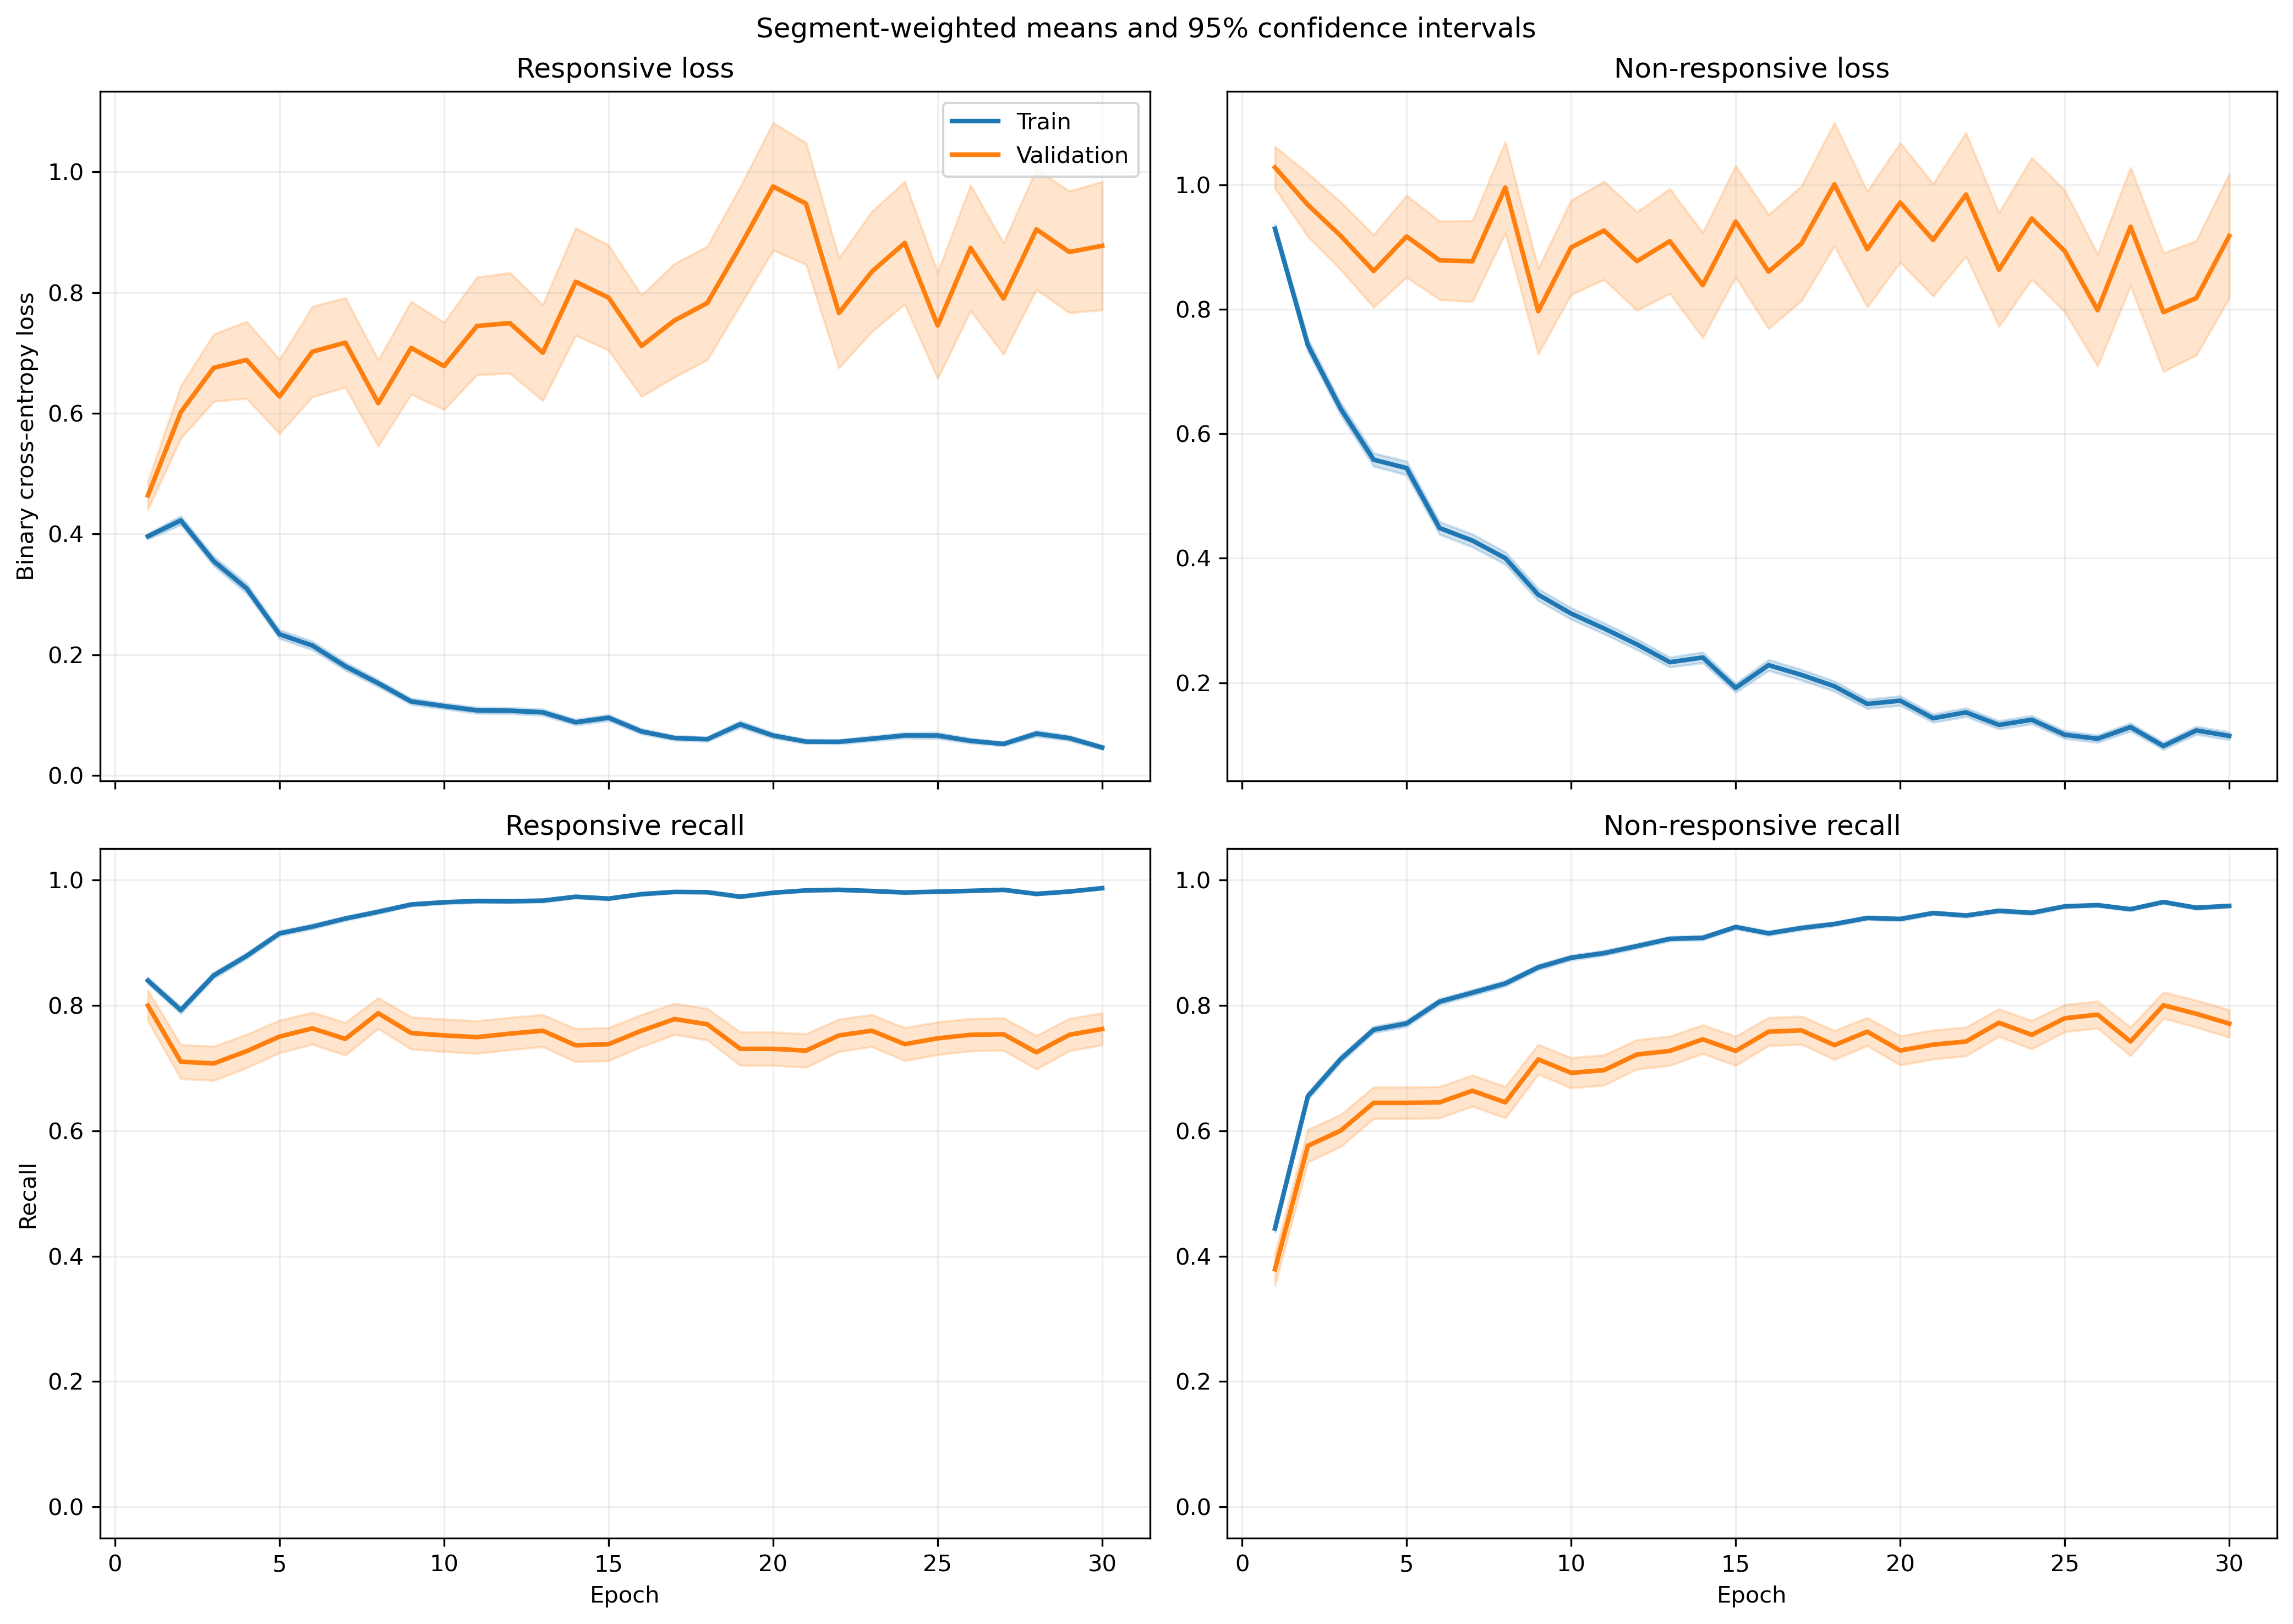 Segment-weighted means and 95% confidence intervals
Responsive loss
Non-responsive loss
Binary cross-entropy loss
1.0
0.8
0.6
0.4
0.2
0.0
Train
Validation
1.0
0.8
0.6
0.4
0.2
Responsive recall
Non-responsive recall
Recall
1.0
0.8
0.6
0.4
0.2
0.0
1.0
0.8
0.6
0.4
0.2
0.0
0 5 10 15 20 25 30
0 5 10 15 20 25 30
Epoch
Epoch